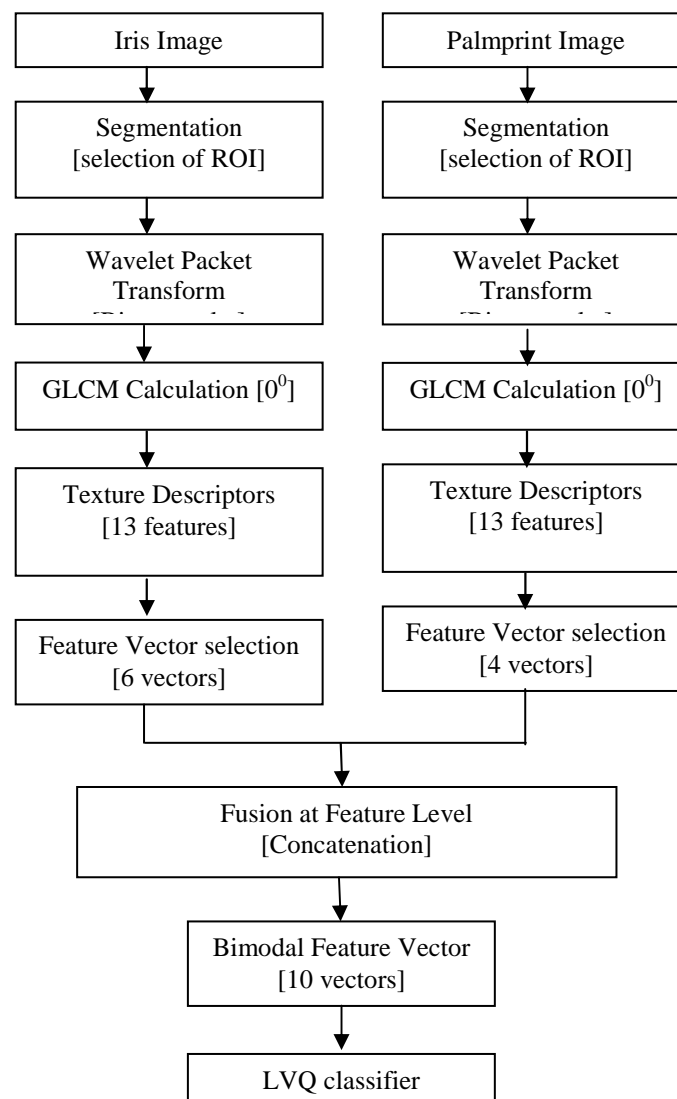 Iris Image
Palmprint Image
Segmentation
[selection of ROI]
Segmentation
[selection of ROI]
Wavelet Packet
Transform
Wavelet Packet
Transform
GLCM Calculation [0⁰]
GLCM Calculation [0⁰]
Texture Descriptors
[13 features]
Texture Descriptors
[13 features]
Feature Vector selection
[6 vectors]
Feature Vector selection
[4 vectors]
Fusion at Feature Level
[Concatenation]
Bimodal Feature Vector
[10 vectors]
LVQ classifier